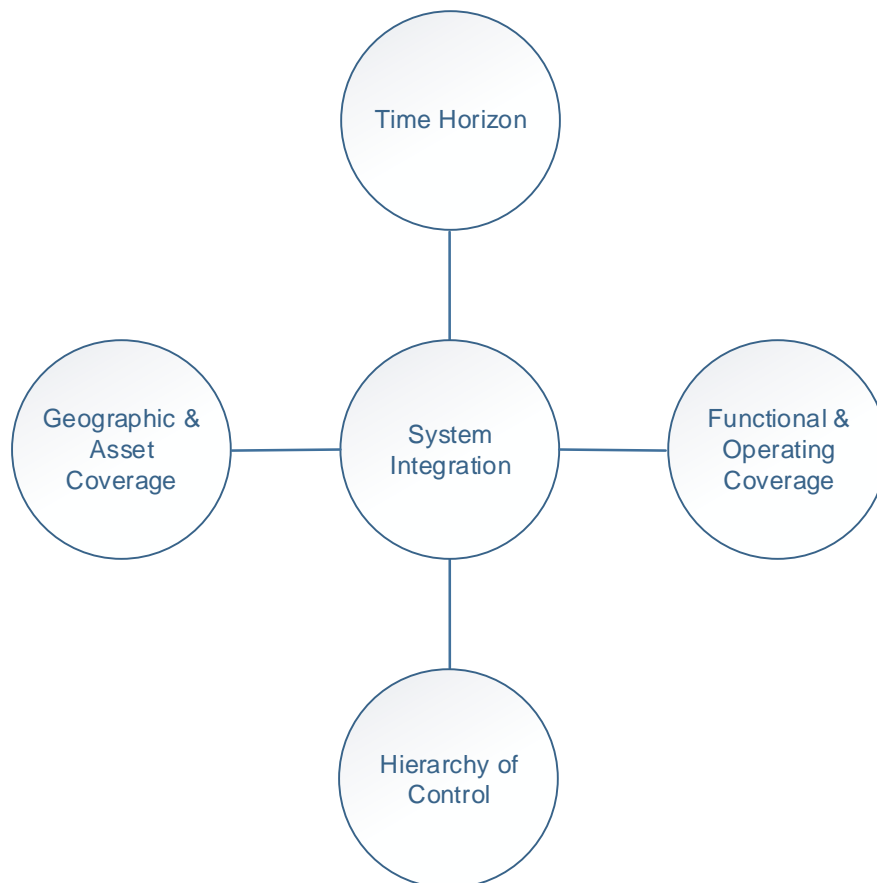 Time Horizon
Geographic &
Asset
Coverage
System
Integration
Functional &
Operating
Coverage
Hierarchy of
Control